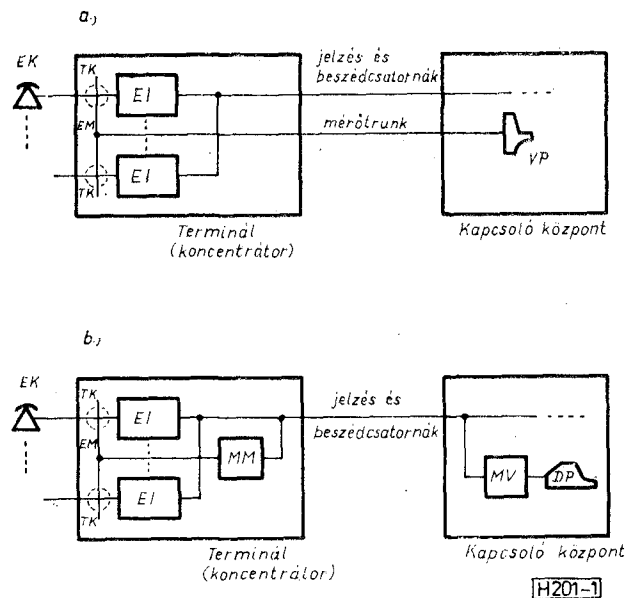 a.)
EK
TK
EI
EM
EI
TK
jelzés és
beszédcsatornák
mérőtrunk
VP
Terminál
(koncentrátor)
Kapcsoló központ
b.)
EK
TK
EI
EM
MM
EI
TK
jelzés és
beszédcsatornák
MV
DP
Terminál
(koncentrátor)
Kapcsoló központ
H201-1